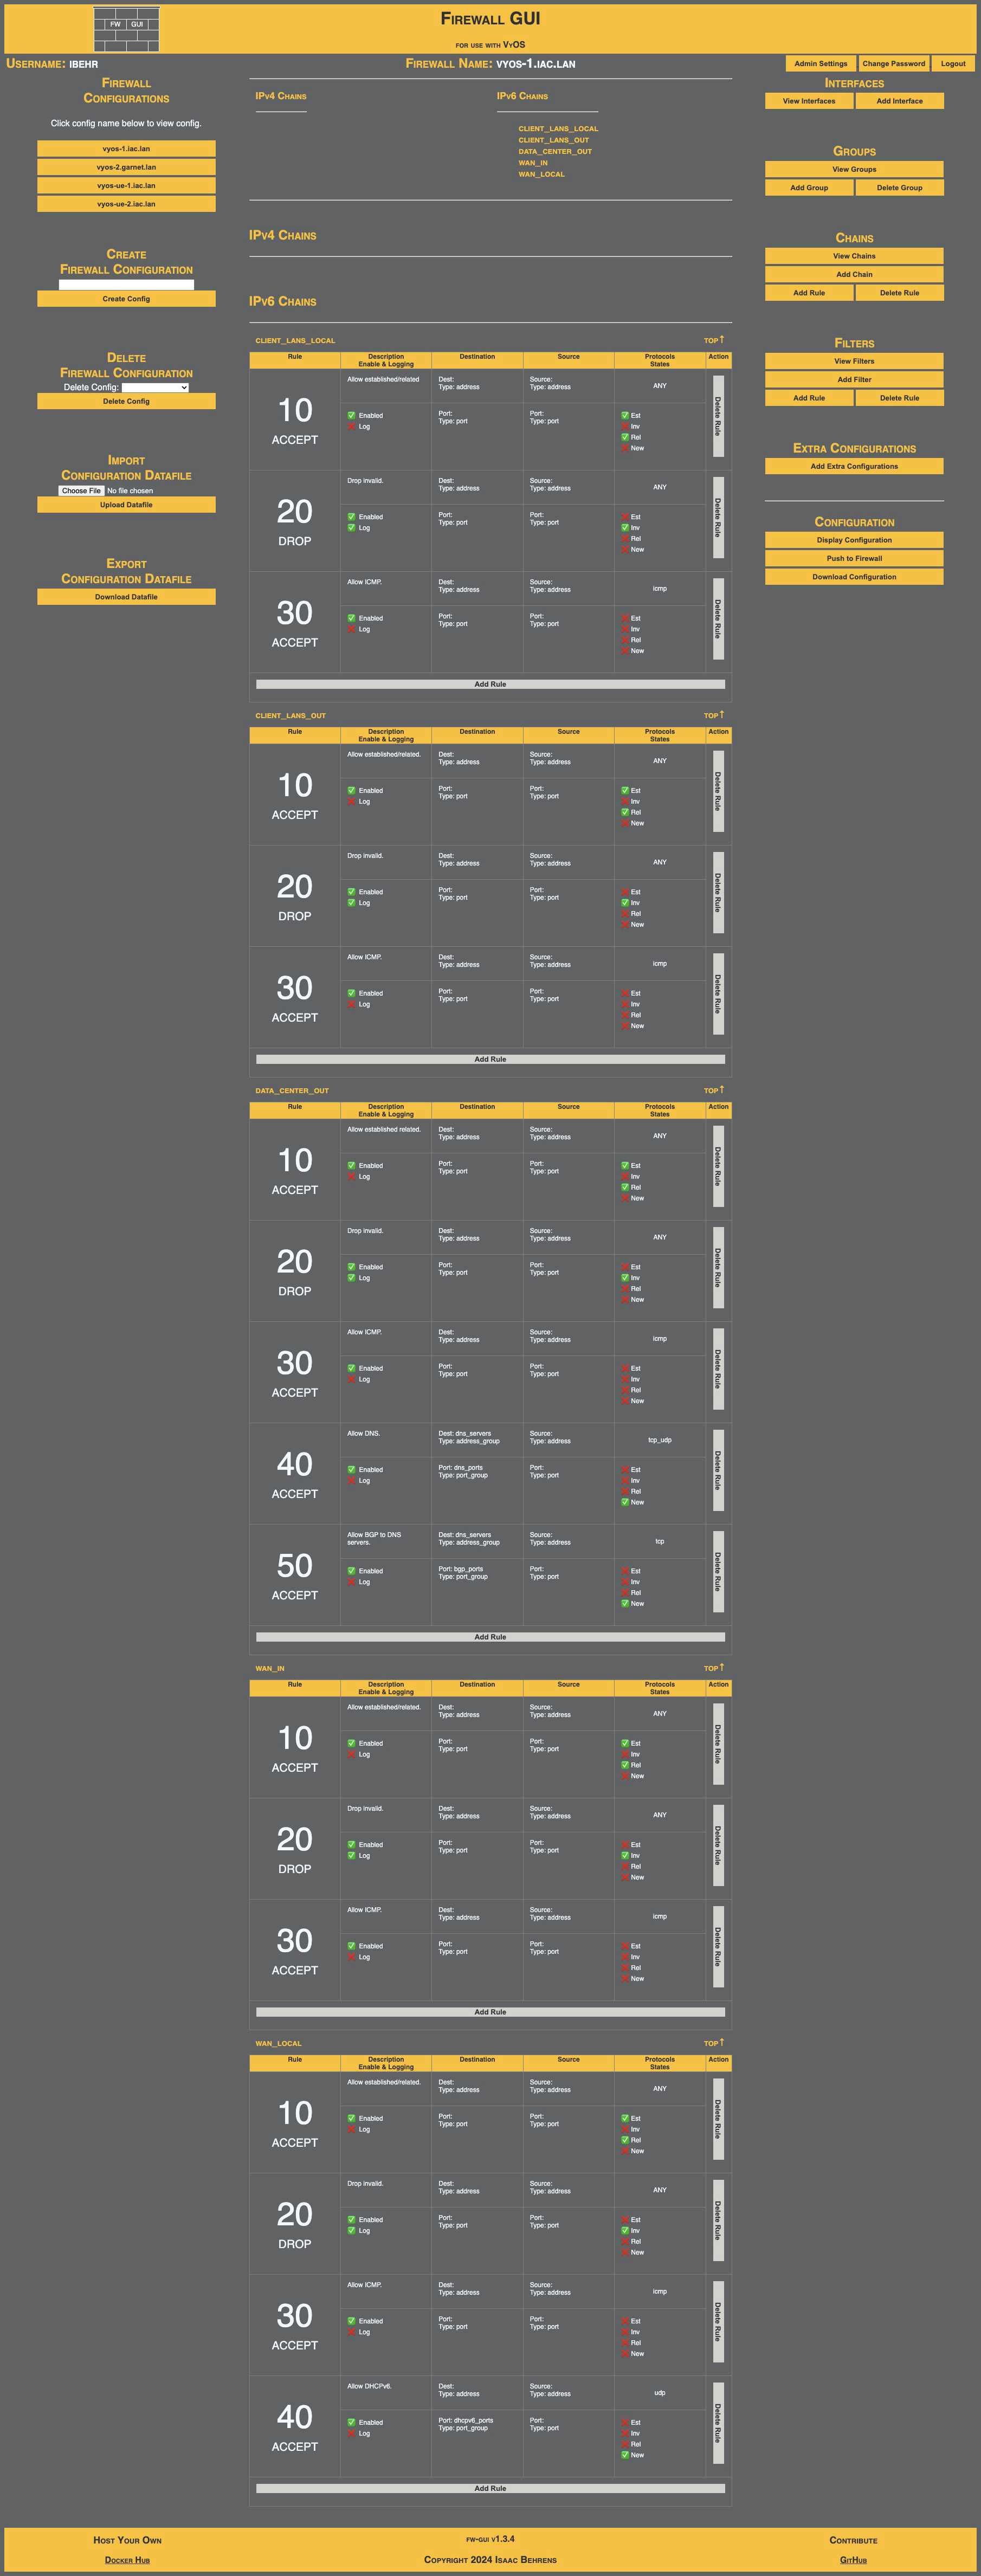 FW GUI
Firewall GUI
for use with VyOS
Username: ibehr
Firewall Name: vyos-1.iac.lan
Admin Settings
Change Password
Logout
Firewall
Configurations
Click config name below to view config.
vyos-1.iac.lan
vyos-2.garnet.lan
vyos-ue-1.iac.lan
vyos-ue-2.iac.lan
Create
Firewall Configuration
Create Config
Delete
Firewall Configuration
Delete Config:
Delete Config
Import
Configuration Datafile
Choose File No file chosen
Upload Datafile
Export
Configuration Datafile
Download Datafile
IPv4 Chains
IPv6 Chains
CLIENT_LANS_LOCAL
CLIENT_LANS_OUT
DATA_CENTER_OUT
WAN_IN
WAN_LOCAL
IPv4 Chains
IPv6 Chains
CLIENT_LANS_LOCAL
TOP↑
Rule
Description
Enable & Logging
Destination
Source
Protocols
States
Action
10
ACCEPT
Allow established/related
Enabled
Log
Dest:
Type: address
Port:
Type: port
Source:
Type: address
Port:
Type: port
ANY
Est
Inv
Rel
New
Delete Rule
20
DROP
Drop invalid.
Enabled
Log
Dest:
Type: address
Port:
Type: port
Source:
Type: address
Port:
Type: port
ANY
Est
Inv
Rel
New
Delete Rule
30
ACCEPT
Allow ICMP.
Enabled
Log
Dest:
Type: address
Port:
Type: port
Source:
Type: address
Port:
Type: port
icmp
Est
Inv
Rel
New
Delete Rule
Add Rule
CLIENT_LANS_OUT
TOP↑
Rule
Description
Enable & Logging
Destination
Source
Protocols
States
Action
10
ACCEPT
Allow established/related.
Enabled
Log
Dest:
Type: address
Port:
Type: port
Source:
Type: address
Port:
Type: port
ANY
Est
Inv
Rel
New
Delete Rule
20
DROP
Drop invalid.
Enabled
Log
Dest:
Type: address
Port:
Type: port
Source:
Type: address
Port:
Type: port
ANY
Est
Inv
Rel
New
Delete Rule
30
ACCEPT
Allow ICMP.
Enabled
Log
Dest:
Type: address
Port:
Type: port
Source:
Type: address
Port:
Type: port
icmp
Est
Inv
Rel
New
Delete Rule
Add Rule
DATA_CENTER_OUT
TOP↑
Rule
Description
Enable & Logging
Destination
Source
Protocols
States
Action
10
ACCEPT
Allow established related.
Enabled
Log
Dest:
Type: address
Port:
Type: port
Source:
Type: address
Port:
Type: port
ANY
Est
Inv
Rel
New
Delete Rule
20
DROP
Drop invalid.
Enabled
Log
Dest:
Type: address
Port:
Type: port
Source:
Type: address
Port:
Type: port
ANY
Est
Inv
Rel
New
Delete Rule
30
ACCEPT
Allow ICMP.
Enabled
Log
Dest:
Type: address
Port:
Type: port
Source:
Type: address
Port:
Type: port
icmp
Est
Inv
Rel
New
Delete Rule
40
ACCEPT
Allow DNS.
Enabled
Log
Dest: dns_servers
Type: address_group
Port: dns_ports
Type: port_group
Source:
Type: address
Port:
Type: port
tcp_udp
Est
Inv
Rel
New
Delete Rule
50
ACCEPT
Allow BGP to DNS
servers.
Enabled
Log
Dest: dns_servers
Type: address_group
Port: bgp_ports
Type: port_group
Source:
Type: address
Port:
Type: port
tcp
Est
Inv
Rel
New
Delete Rule
Add Rule
WAN_IN
TOP↑
Rule
Description
Enable & Logging
Destination
Source
Protocols
States
Action
10
ACCEPT
Allow established/related.
Enabled
Log
Dest:
Type: address
Port:
Type: port
Source:
Type: address
Port:
Type: port
ANY
Est
Inv
Rel
New
Delete Rule
20
DROP
Drop invalid.
Enabled
Log
Dest:
Type: address
Port:
Type: port
Source:
Type: address
Port:
Type: port
ANY
Est
Inv
Rel
New
Delete Rule
30
ACCEPT
Allow ICMP.
Enabled
Log
Dest:
Type: address
Port:
Type: port
Source:
Type: address
Port:
Type: port
icmp
Est
Inv
Rel
New
Delete Rule
Add Rule
WAN_LOCAL
TOP↑
Rule
Description
Enable & Logging
Destination
Source
Protocols
States
Action
10
ACCEPT
Allow established/related.
Enabled
Log
Dest:
Type: address
Port:
Type: port
Source:
Type: address
Port:
Type: port
ANY
Est
Inv
Rel
New
Delete Rule
20
DROP
Drop invalid.
Enabled
Log
Dest:
Type: address
Port:
Type: port
Source:
Type: address
Port:
Type: port
ANY
Est
Inv
Rel
New
Delete Rule
30
ACCEPT
Allow ICMP.
Enabled
Log
Dest:
Type: address
Port:
Type: port
Source:
Type: address
Port:
Type: port
icmp
Est
Inv
Rel
New
Delete Rule
40
ACCEPT
Allow DHCPv6.
Enabled
Log
Dest:
Type: address
Port: dhcpv6_ports
Type: port_group
Source:
Type: address
Port:
Type: port
udp
Est
Inv
Rel
New
Delete Rule
Add Rule
Interfaces
View Interfaces
Add Interface
Groups
View Groups
Add Group
Delete Group
Chains
View Chains
Add Chain
Add Rule
Delete Rule
Filters
View Filters
Add Filter
Add Rule
Delete Rule
Extra Configurations
Add Extra Configurations
Configuration
Display Configuration
Push to Firewall
Download Configuration
Host Your Own
Docker Hub
fw-gui v1.3.4
Copyright 2024 Isaac Behrens
Contribute
GitHub